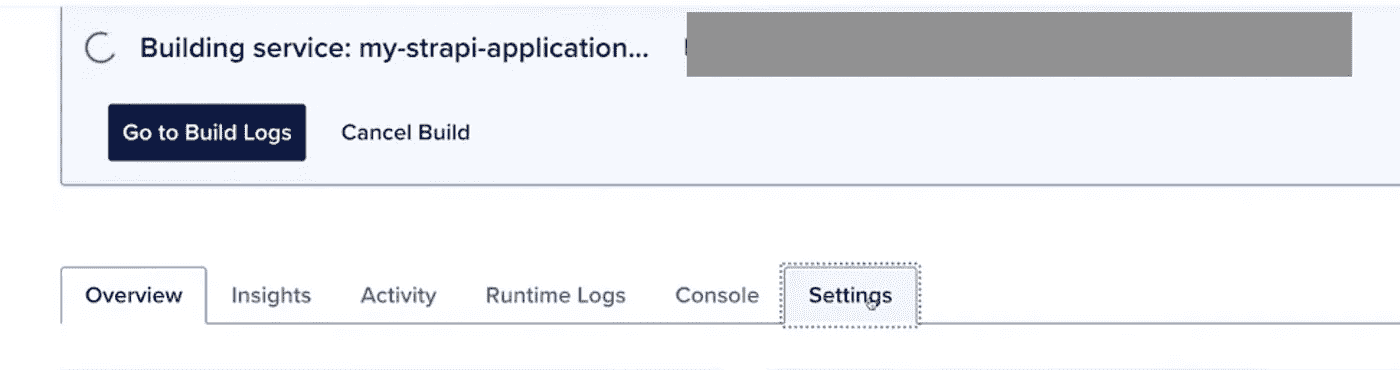 Building service: my-strapi-application...
Go to Build Logs Cancel Build
Overview Insights Activity Runtime Logs Console Settings